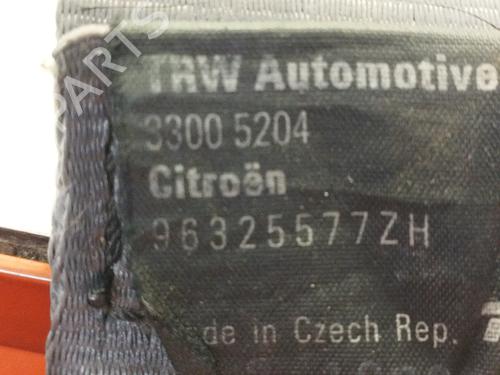 TRW Automotive
3300 5204
Citroën
96325577ZH
de in Czech Rep.
PARTS